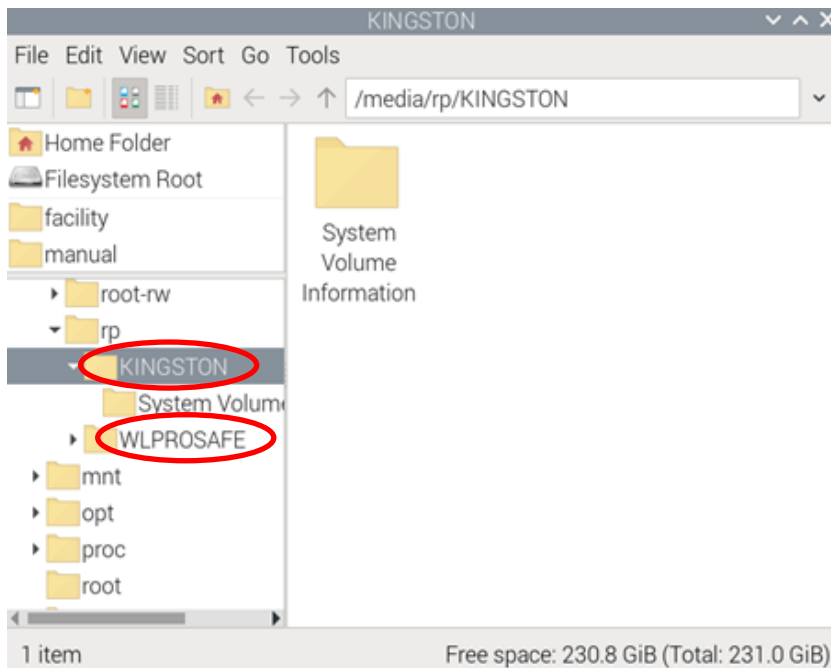 KINGSTON
File Edit View Sort Go Tools
/media/rp/KINGSTON
Home Folder
Filesystem Root
facility
manual
root-rw
rp
KINGSTON
System Volume
WLPROSAFE
mnt
opt
proc
root
System
Volume
Information
1 item
Free space: 230.8 GiB (Total: 231.0 GiB)